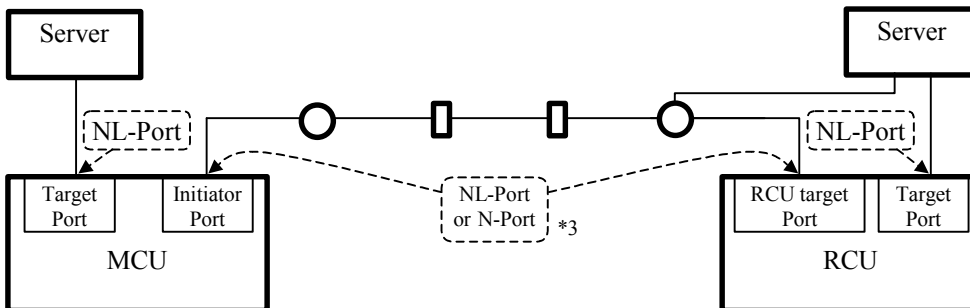 Server
Server
NL-Port
NL-Port
Target
Port
Initiator
Port
NL-Port
or N-Port
*3
RCU target
Port
Target
Port
MCU
RCU